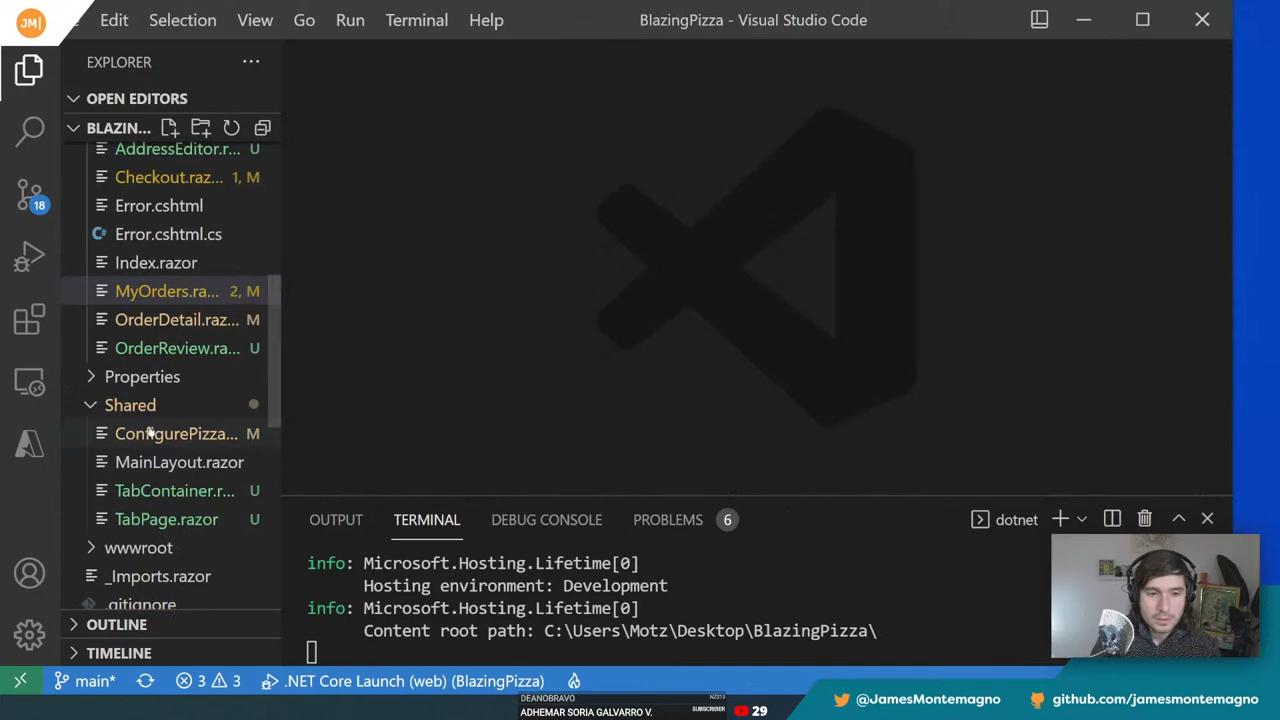 JM|
Edit Selection View Go Run Terminal Help
BlazingPizza - Visual Studio Code
EXPLORER ...
OPEN EDITORS
BLAZIN...
AddressEditor.r... U
Checkout.raz... 1, M
Error.cshtml
Error.cshtml.cs
Index.razor
MyOrders.ra... 2, M
OrderDetail.raz... M
OrderReview.ra... U
Properties
Shared
ConfigurePizza... M
MainLayout.razor
TabContainer.r... U
TabPage.razor U
wwwroot
_Imports.razor
.gitignore
OUTLINE
TIMELINE
18
OUTPUT TERMINAL DEBUG CONSOLE PROBLEMS 6
dotnet
info: Microsoft.Hosting.Lifetime[0]
Hosting environment: Development
info: Microsoft.Hosting.Lifetime[0]
Content root path: C:\Users\Motz\Desktop\BlazingPizza\
main* 3 3 .NET Core Launch (web) (BlazingPizza)
DEANOBRAVO
ADHEMAR SORIA GALVARRO V. SUBSCRIBER 29
@JamesMontemagno github.com/jamesmontemagno